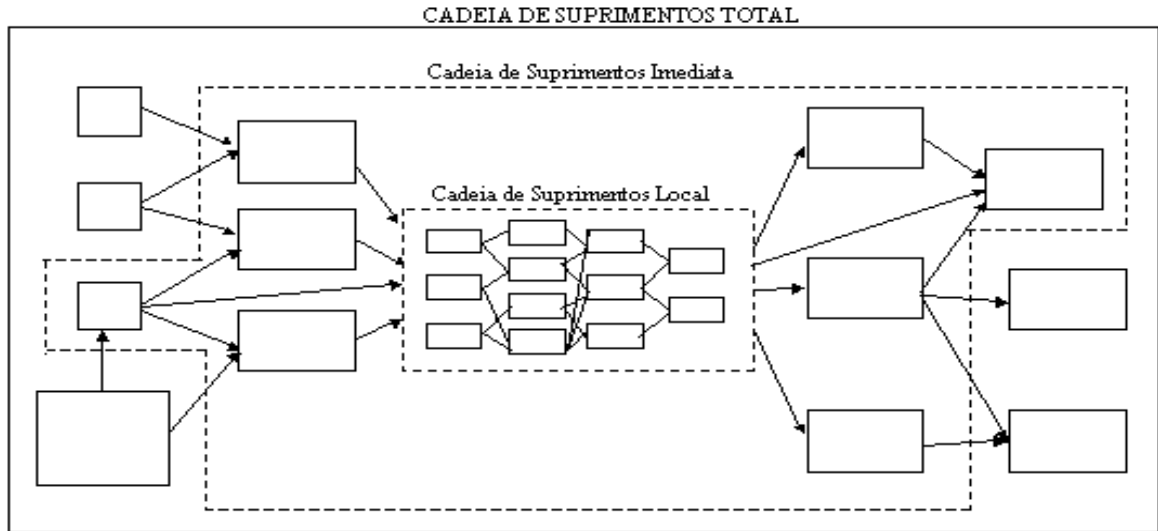 CADEIA DE SUPRIMENTOS TOTAL
Cadeia de Suprimentos Imediata
Cadeia de Suprimentos Local